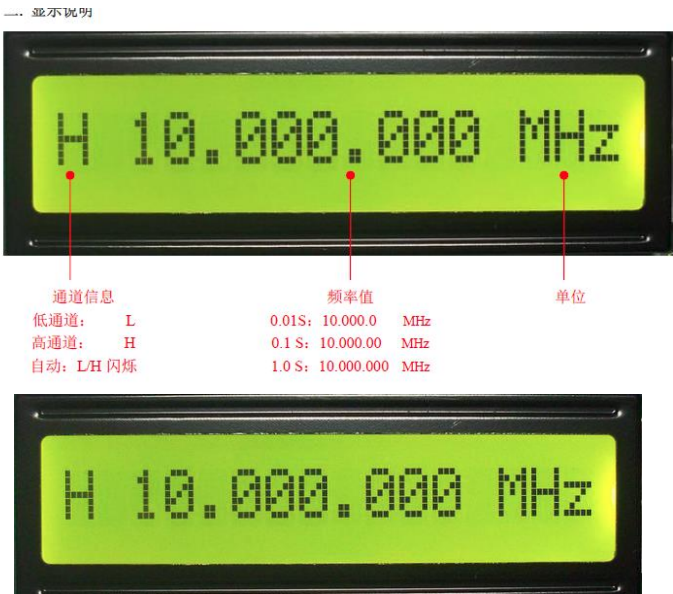 二. 显示说明
H 10.000.000 MHz
通道信息 频率值 单位
低通道： L 0.01S：10.000.0 MHz
高通道： H 0.1 S：10.000.00 MHz
自动：L/H 闪烁 1.0 S：10.000.000 MHz
H 10.000.000 MHz